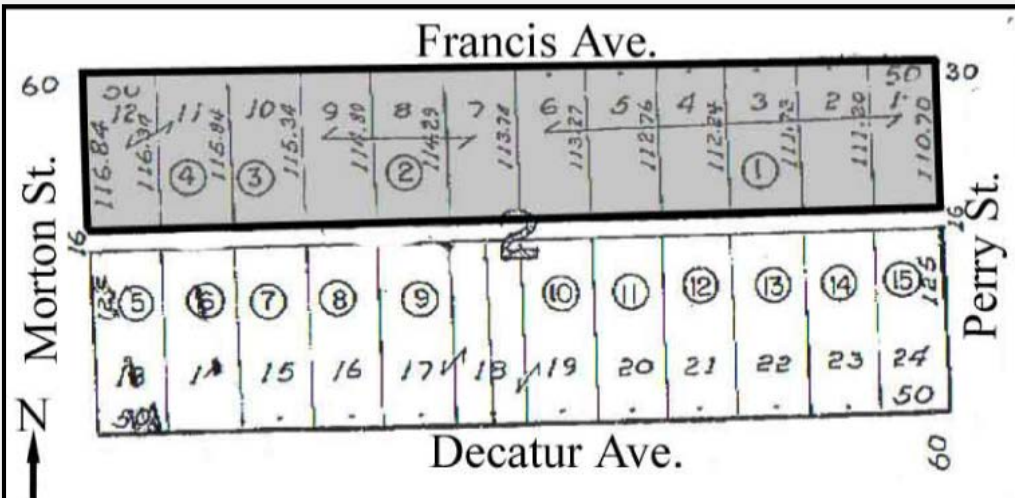 Francis Ave.
60
30
50
12 11 10 9 8 7 6 5 4 3 2 1
116.84 116.34 115.34 114.80 114.29 113.78 113.27 112.76 112.24 111.72 111.20 110.70
④ ③ ② ①
Morton St.
Perry St.
16
16
2
⑤ ⑥ ⑦ ⑧ ⑨ ⑩ ⑪ ⑫ ⑬ ⑭ ⑮
125
15 16 17 18 19 20 21 22 23 24
50
60
N
Decatur Ave.